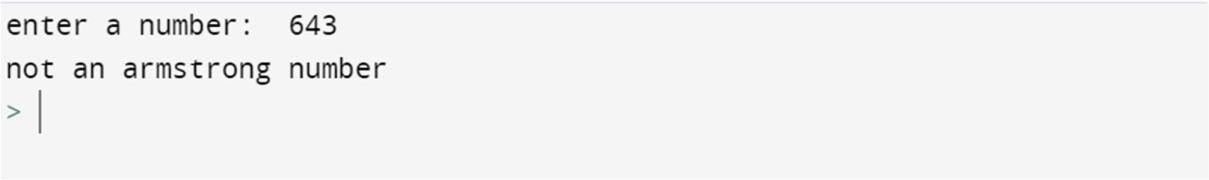 enter a number:  643
not an armstrong number
>